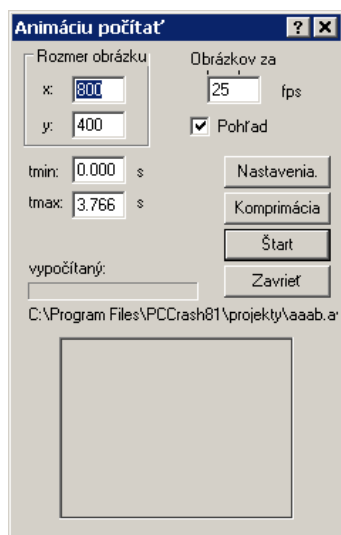 Animáciu počítať
Rozmer obrázku
x: 800
y: 400
Obrázkov za
25 fps
Pohľad
tmin: 0.000 s
tmax: 3.766 s
Nastavenia.
Komprimácia
Štart
Zavrieť
vypočítaný:
C:\Program Files\PCCrash81\projekty\aaab.a